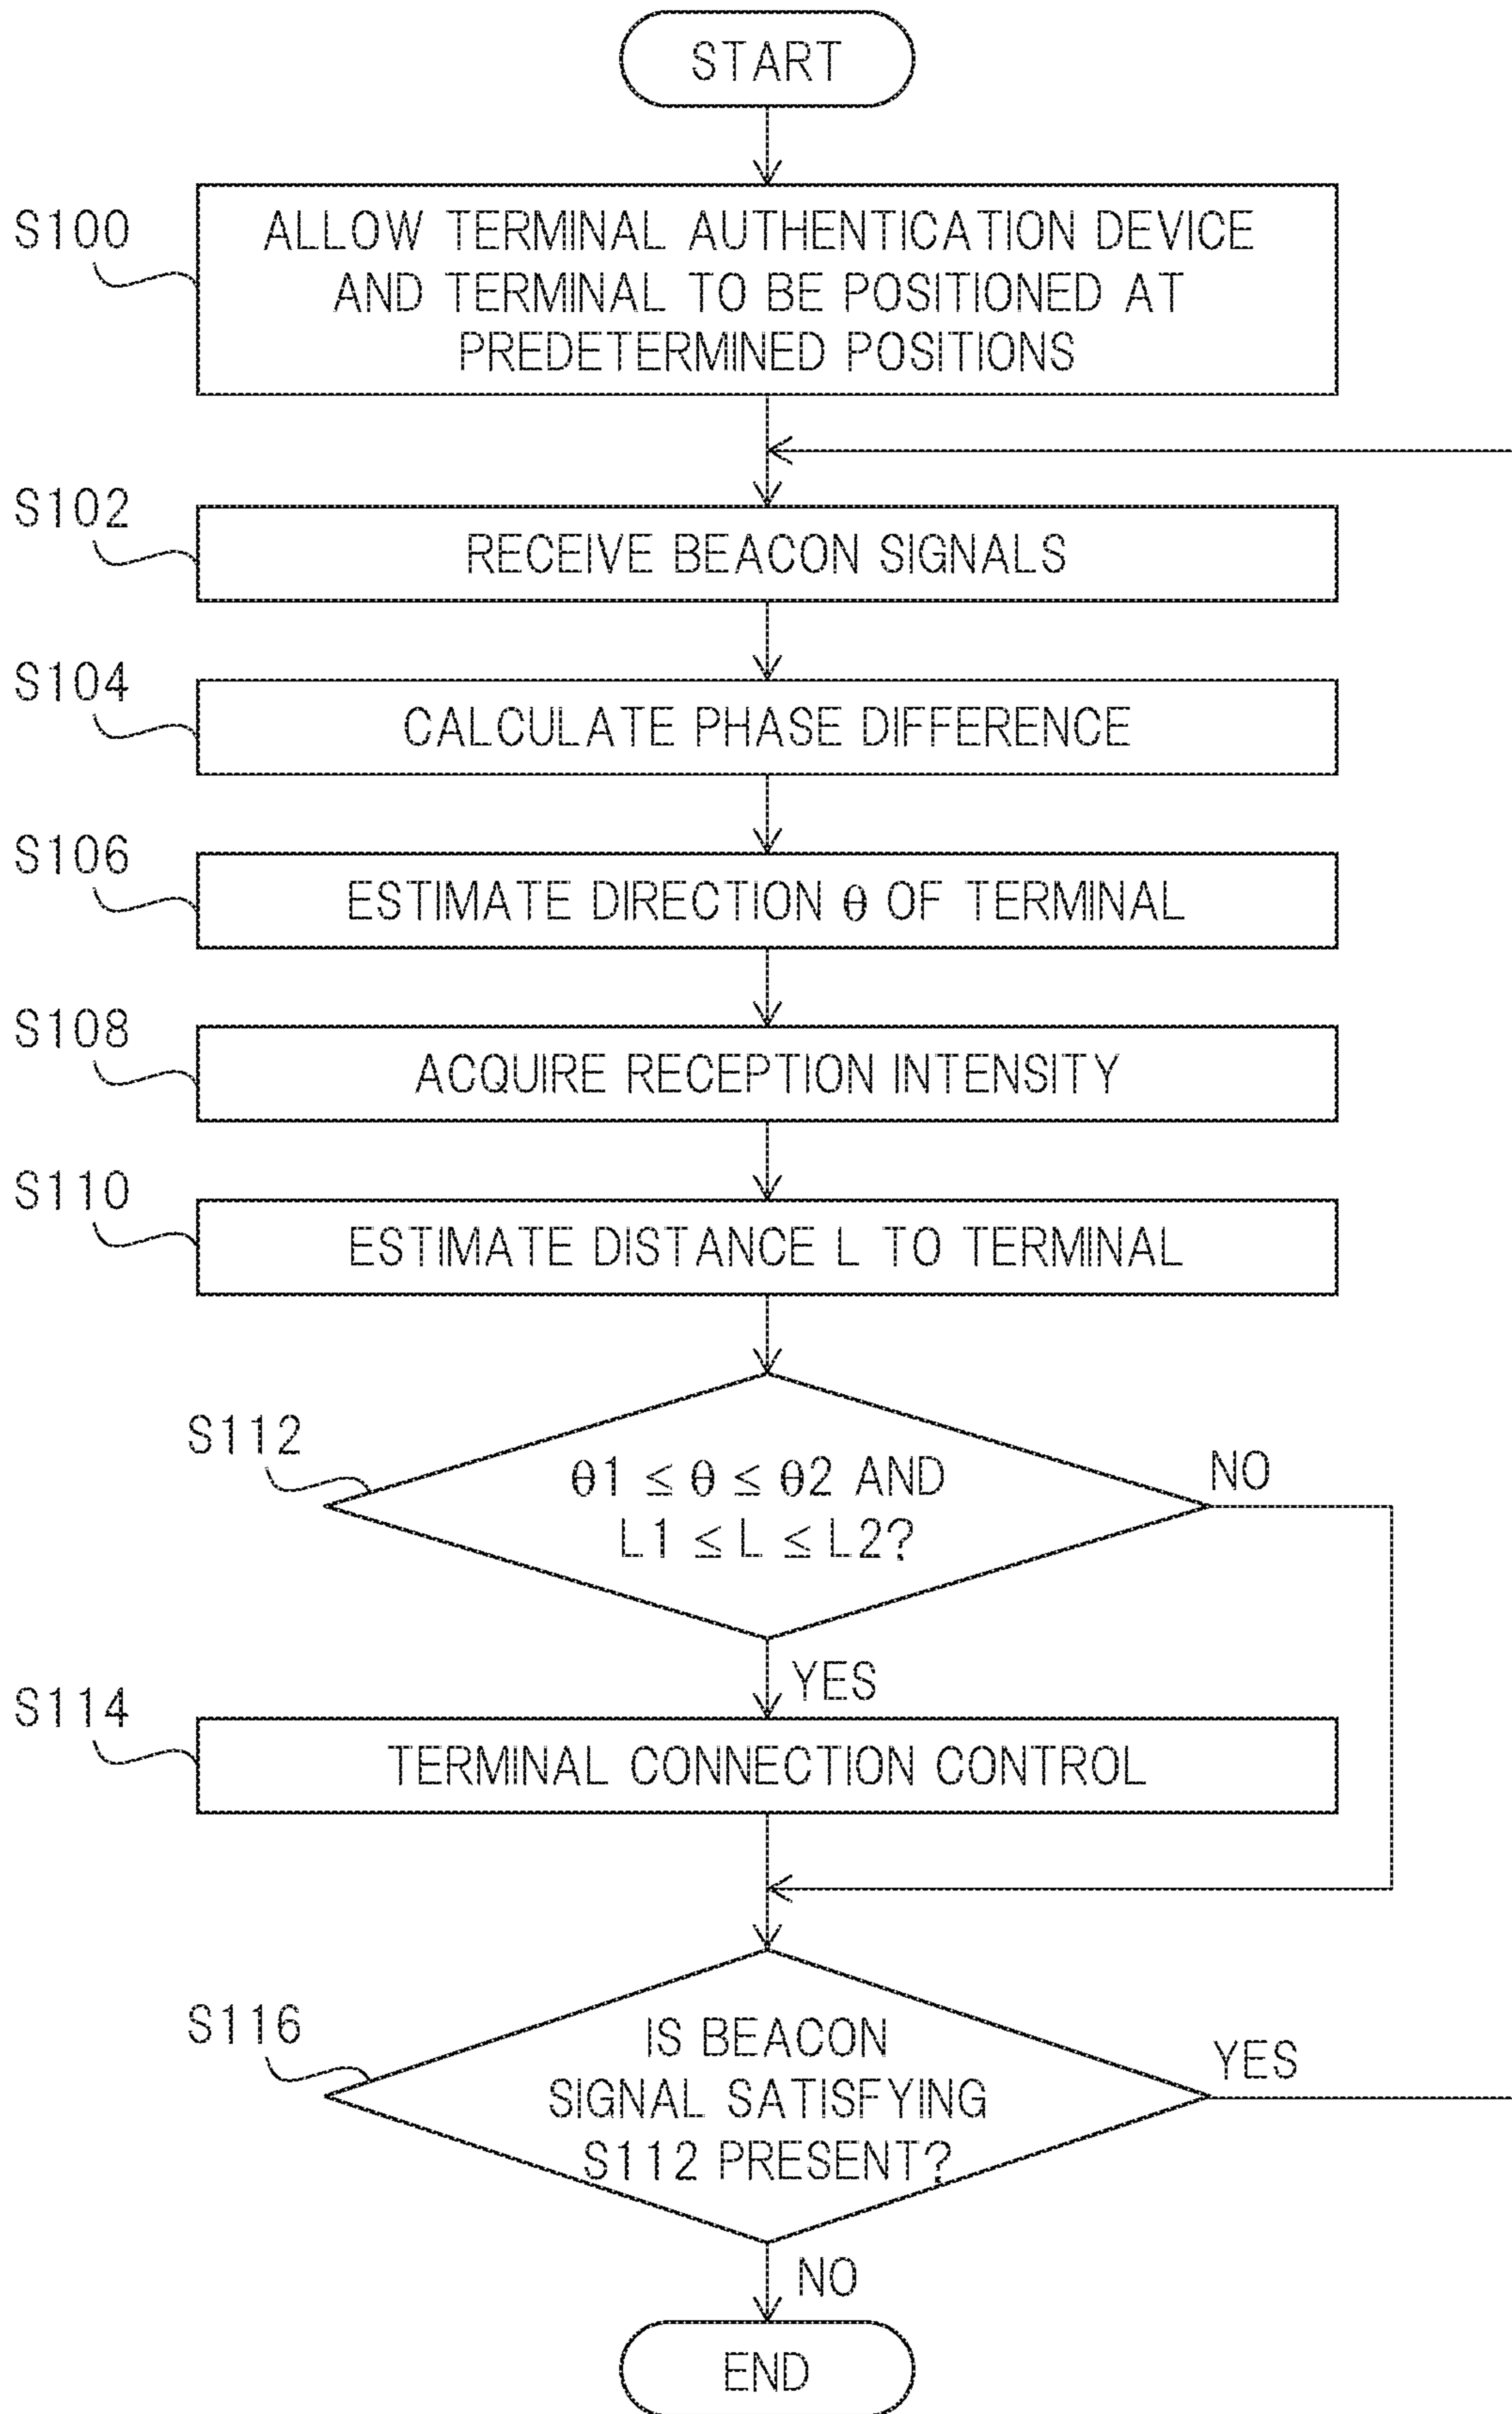 START
S100
ALLOW TERMINAL AUTHENTICATION DEVICE
AND TERMINAL TO BE POSITIONED AT
PREDETERMINED POSITIONS
S102
RECEIVE BEACON SIGNALS
S104
CALCULATE PHASE DIFFERENCE
S106
ESTIMATE DIRECTION θ OF TERMINAL
S108
ACQUIRE RECEPTION INTENSITY
S110
ESTIMATE DISTANCE L TO TERMINAL
S112
θ1 ≤ θ ≤ θ2 AND
L1 ≤ L ≤ L2?
NO
YES
S114
TERMINAL CONNECTION CONTROL
S116
IS BEACON
SIGNAL SATISFYING
S112 PRESENT?
YES
NO
END